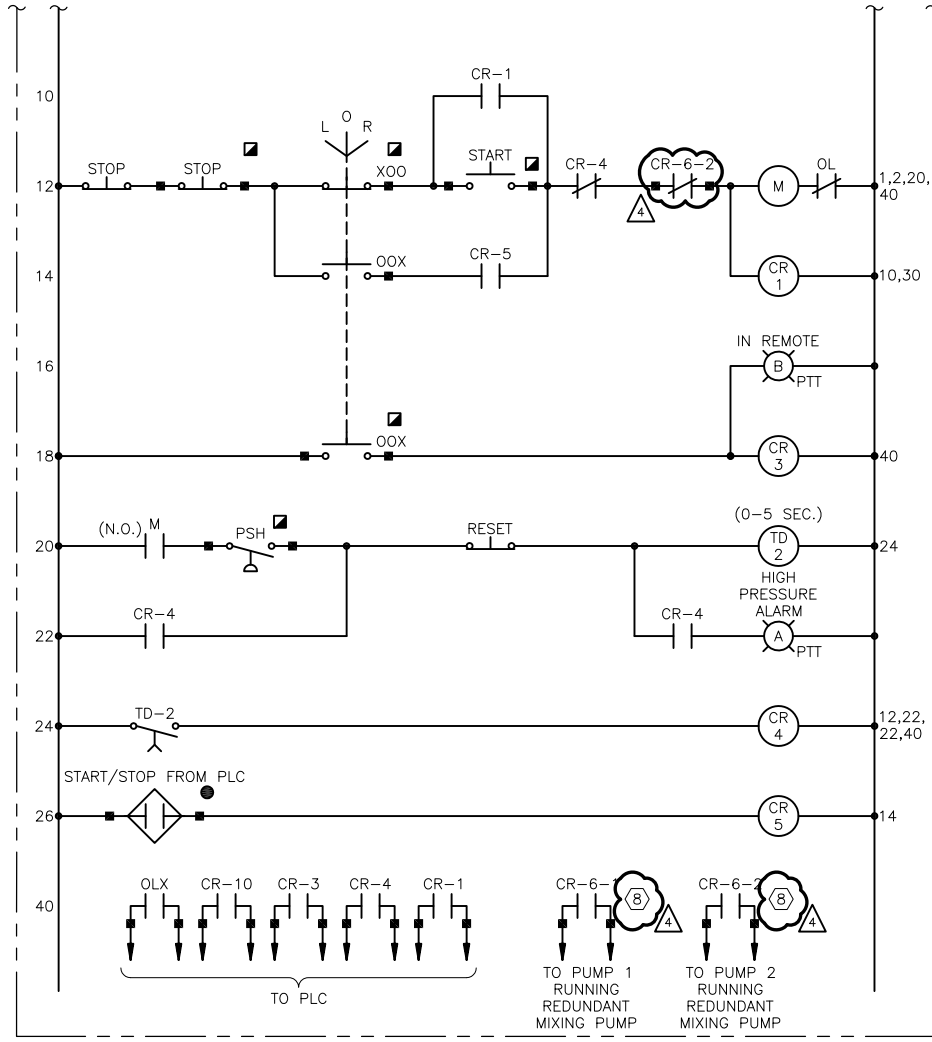 CR-1
10
L O R
START
STOP STOP XOO CR-4 CR-6-2 OL
12 M 1,2,20,
40
4
OOX CR-5
14 CR
1 10,30
IN REMOTE
16 B
PTT
OOX
18 CR
3 40
(0-5 SEC.)
(N.O.) M PSH RESET
20 TD
2 24
HIGH
PRESSURE
ALARM
CR-4 CR-4
22 A
PTT
TD-2
24 CR
4 12,22,
22,40
START/STOP FROM PLC
26 CR
5 14
OLX CR-10 CR-3 CR-4 CR-1 CR-6-1 8 CR-6-2 8
40
4 4
TO PLC
TO PUMP 1
RUNNING
REDUNDANT
MIXING PUMP
TO PUMP 2
RUNNING
REDUNDANT
MIXING PUMP